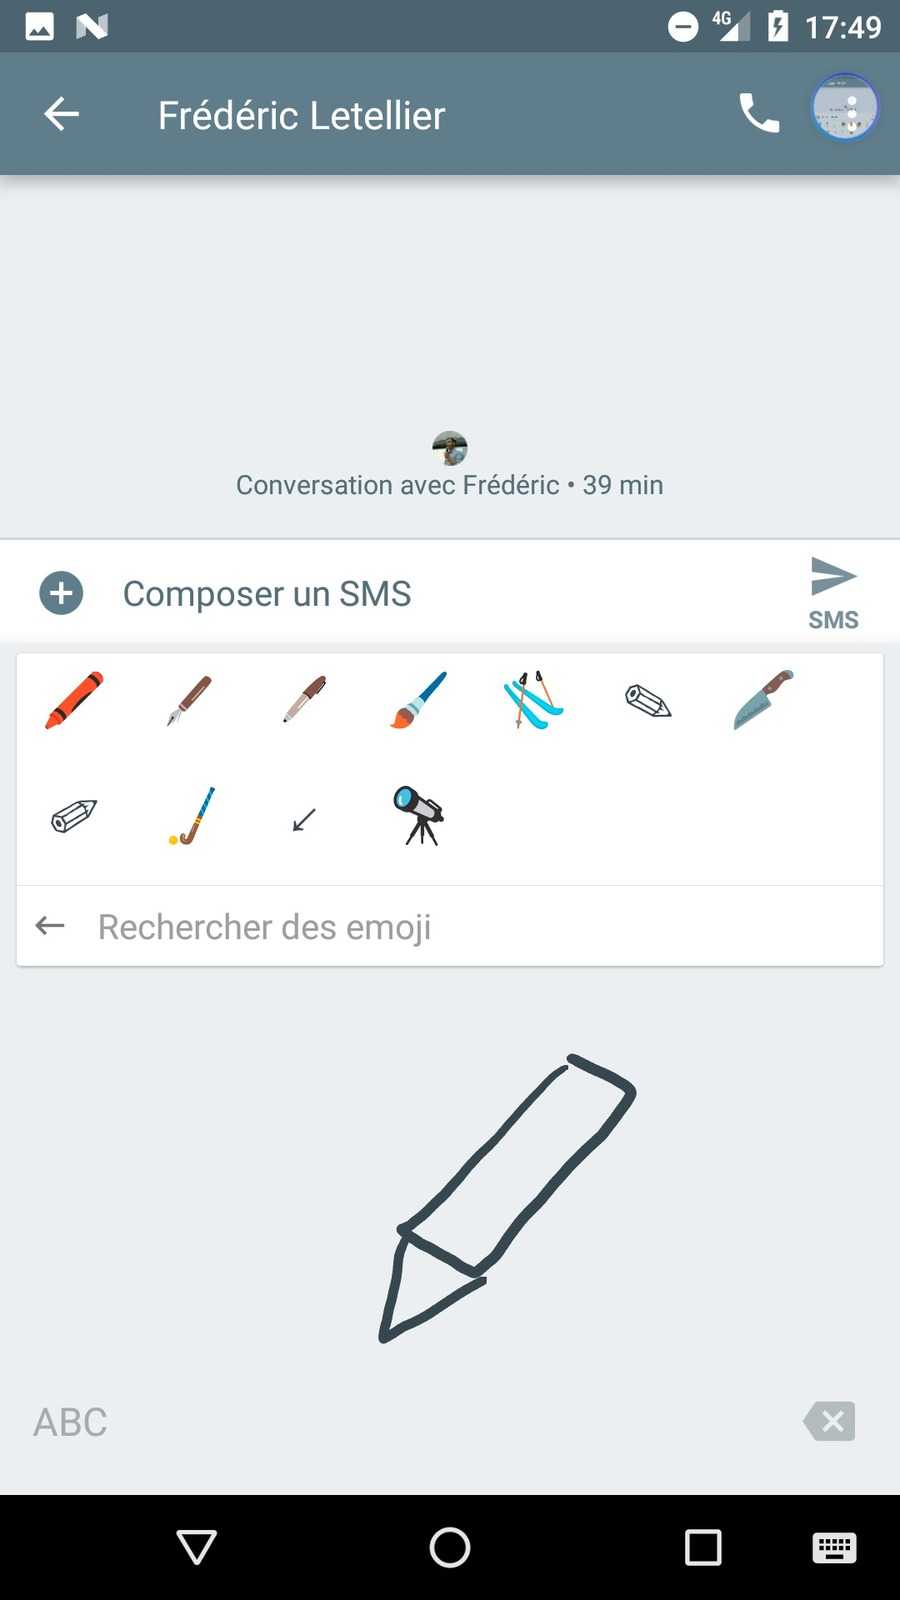 4G 17:49
Frédéric Letellier
Conversation avec Frédéric • 39 min
Composer un SMS
SMS
Rechercher des emoji
ABC